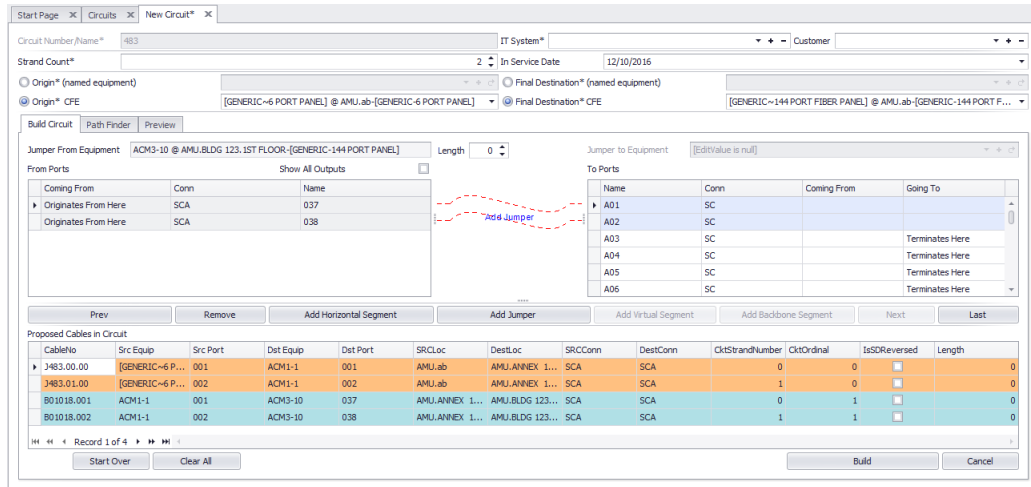 Start Page Circuits New Circuit*
Circuit Number/Name* 483 IT System* Customer
Strand Count* 2 In Service Date 12/10/2016
Origin* (named equipment) Final Destination* (named equipment)
Origin* CFE [GENERIC~6 PORT PANEL] @ AMU.ab-[GENERIC-6 PORT PANEL] Final Destination* CFE [GENERIC~144 PORT FIBER PANEL] @ AMU.ab-[GENERIC-144 PORT F...
Build Circuit Path Finder Preview
Jumper From Equipment ACM3-10 @ AMU.BLDG 123.1ST FLOOR-[GENERIC-144 PORT PANEL] Length 0 Jumper to Equipment [EditValue is null]
From Ports Show All Outputs To Ports
Coming From Conn Name Name Conn Coming From Going To
Originates From Here SCA 037 A01 SC
Originates From Here SCA 038 Add Jumper A02 SC
A03 SC Terminates Here
A04 SC Terminates Here
A05 SC Terminates Here
A06 SC Terminates Here
Prev Remove Add Horizontal Segment Add Jumper Add Virtual Segment Add Backbone Segment Next Last
Proposed Cables in Circuit
CableNo Src Equip Src Port Dst Equip Dst Port SRCLoc DestLoc SRCConn DestConn CktStrandNumber CktOrdinal IsSDReversed Length
J483.00.00 [GENERIC~6 P... 001 ACM1-1 001 AMU.ab AMU.ANNEX 1... SCA SCA 0 0 0
J483.01.00 [GENERIC~6 P... 002 ACM1-1 002 AMU.ab AMU.ANNEX 1... SCA SCA 1 0 0
B01018.001 ACM1-1 001 ACM3-10 037 AMU.ANNEX 1... AMU.BLDG 123... SCA SCA 0 1 0
B01018.002 ACM1-1 002 ACM3-10 038 AMU.ANNEX 1... AMU.BLDG 123... SCA SCA 1 1 0
Record 1 of 4
Start Over Clear All Build Cancel